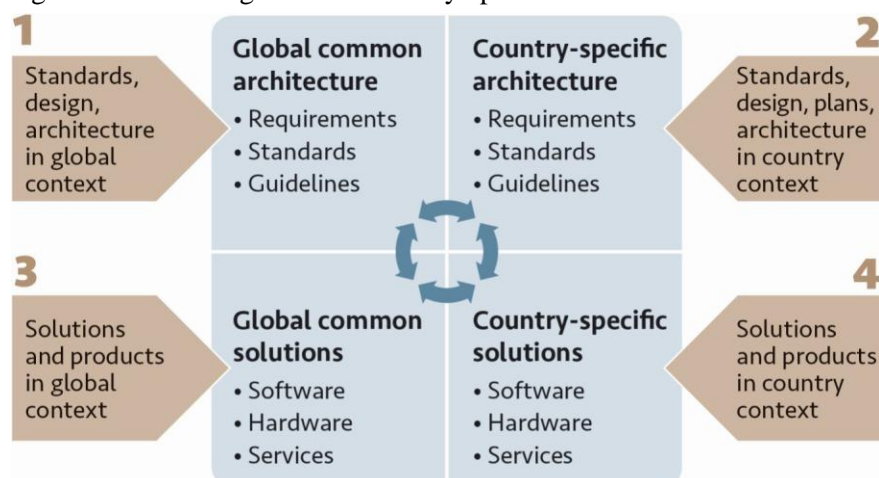 1
Standards,
design,
architecture
in global
context
Global common
architecture
• Requirements
• Standards
• Guidelines
Country-specific
architecture
• Requirements
• Standards
• Guidelines
2
Standards,
design, plans,
architecture
in country
context
3
Solutions
and products
in global
context
Global common
solutions
• Software
• Hardware
• Services
Country-specific
solutions
• Software
• Hardware
• Services
4
Solutions
and products
in country
context